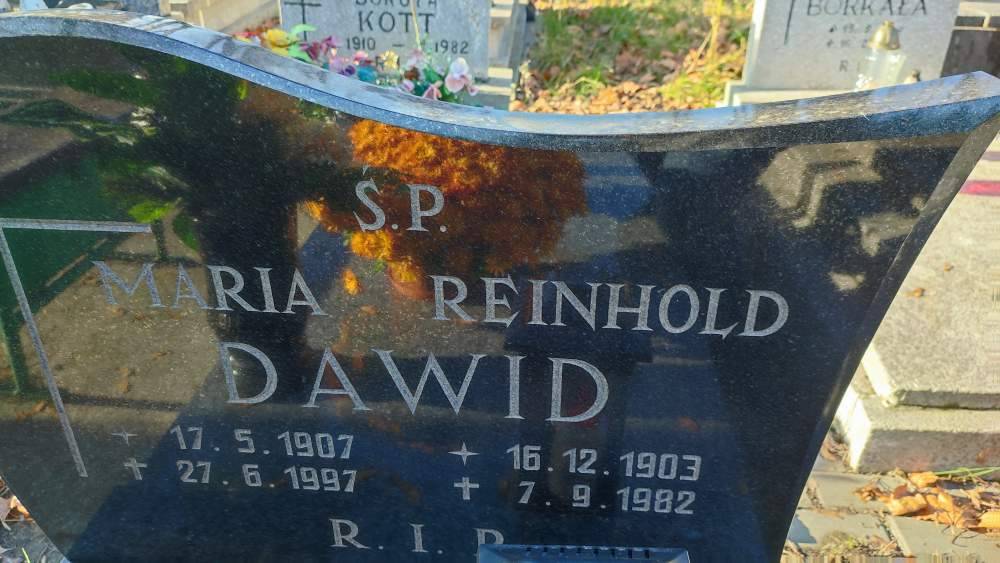 KOTT
1910 1982
BORKAŁA
Ś.P.
MARIA REINHOLD
DAWID
17.5.1907 16.12.1903
27.6.1997 7.9.1982
R.I.P